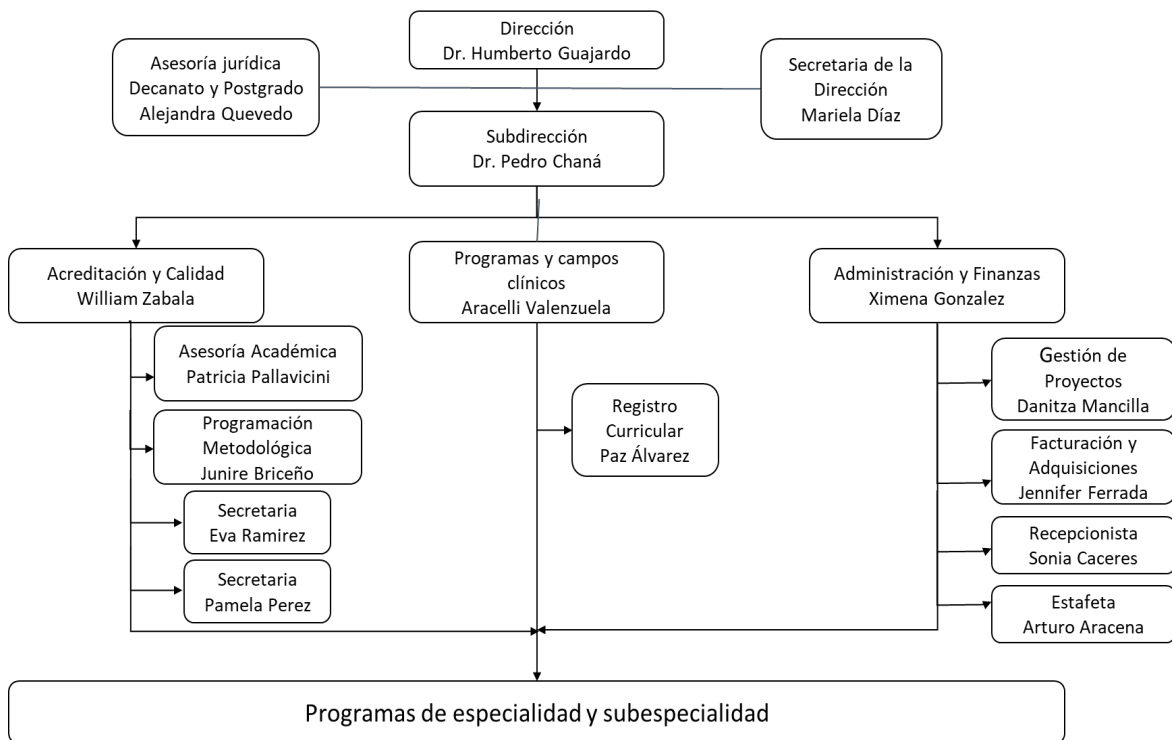 Dirección
Dr. Humberto Guajardo
Asesoría jurídica
Decanato y Postgrado
Alejandra Quevedo
Secretaria de la
Dirección
Mariela Díaz
Subdirección
Dr. Pedro Chaná
Acreditación y Calidad
William Zabala
Programas y campos
clínicos
Aracelli Valenzuela
Administración y Finanzas
Ximena Gonzalez
Asesoría Académica
Patricia Pallavicini
Programación
Metodológica
Junire Briceño
Secretaria
Eva Ramirez
Secretaria
Pamela Perez
Registro
Curricular
Paz Álvarez
Gestión de
Proyectos
Danitza Mancilla
Facturación y
Adquisiciones
Jennifer Ferrada
Recepcionista
Sonia Caceres
Estafeta
Arturo Aracena
Programas de especialidad y subespecialidad